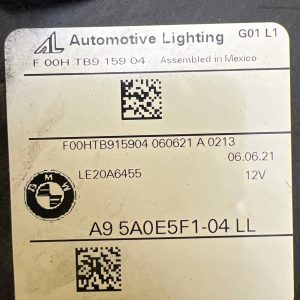 AL Automotive Lighting G01 L1
F 00H TB9 159 04 Assembled in Mexico
F00HTB915904 060621 A 0213
06.06.21
LE20A6455 12V
BMW
A9 5A0E5F1-04 LL